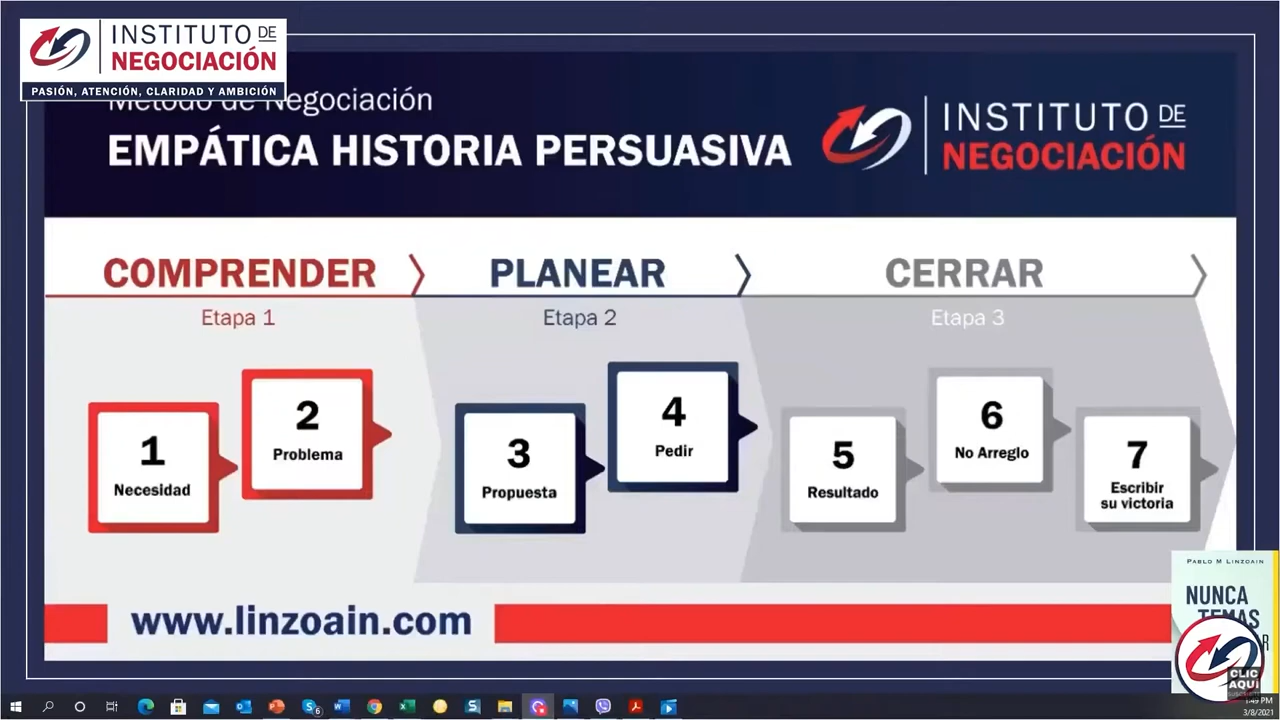 INSTITUTO DE
NEGOCIACIÓN
PASIÓN, ATENCIÓN, CLARIDAD Y AMBICIÓN
Método de Negociación
EMPÁTICA HISTORIA PERSUASIVA
INSTITUTO DE
NEGOCIACIÓN
COMPRENDER
PLANEAR
CERRAR
Etapa 1
Etapa 2
Etapa 3
1
Necesidad
2
Problema
3
Propuesta
4
Pedir
5
Resultado
6
No Arreglo
7
Escribir
su victoria
www.linzoain.com
PABLO M LINZOAIN
NUNCA
TEMAS
CLIC
AQUÍ
6
1:49 PM
3/8/2021